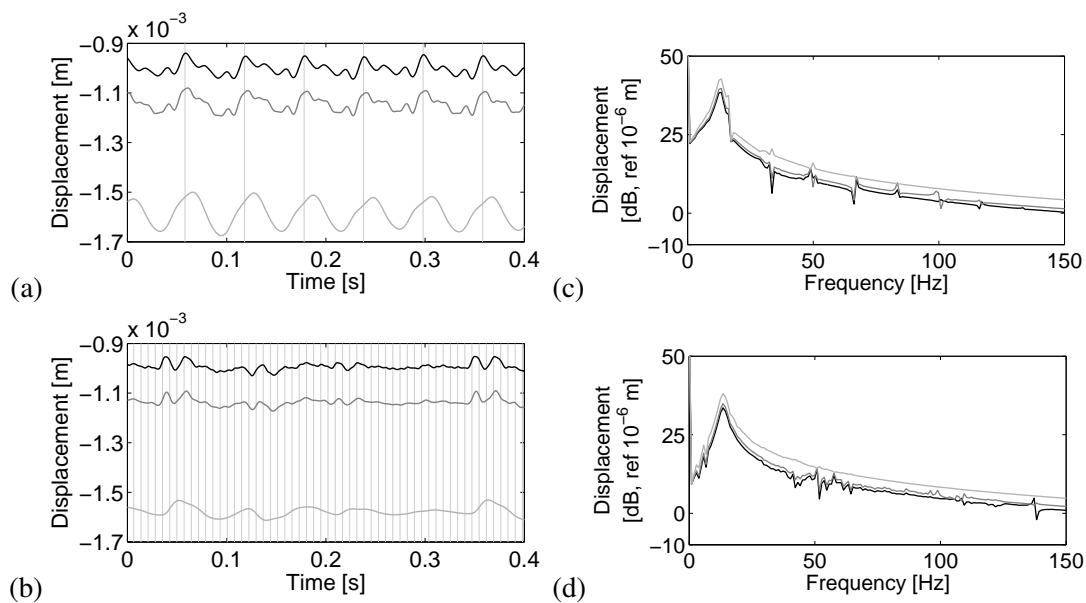 x 10⁻³
−0.9
−1.1
−1.3
−1.5
−1.7
Displacement [m]
0 0.1 0.2 0.3 0.4
Time [s]
(a)
50
25
0
−10
Displacement
[dB, ref 10⁻⁶ m]
0 50 100 150
Frequency [Hz]
(c)
x 10⁻³
−0.9
−1.1
−1.3
−1.5
−1.7
Displacement [m]
0 0.1 0.2 0.3 0.4
Time [s]
(b)
50
25
0
−10
Displacement
[dB, ref 10⁻⁶ m]
0 50 100 150
Frequency [Hz]
(d)